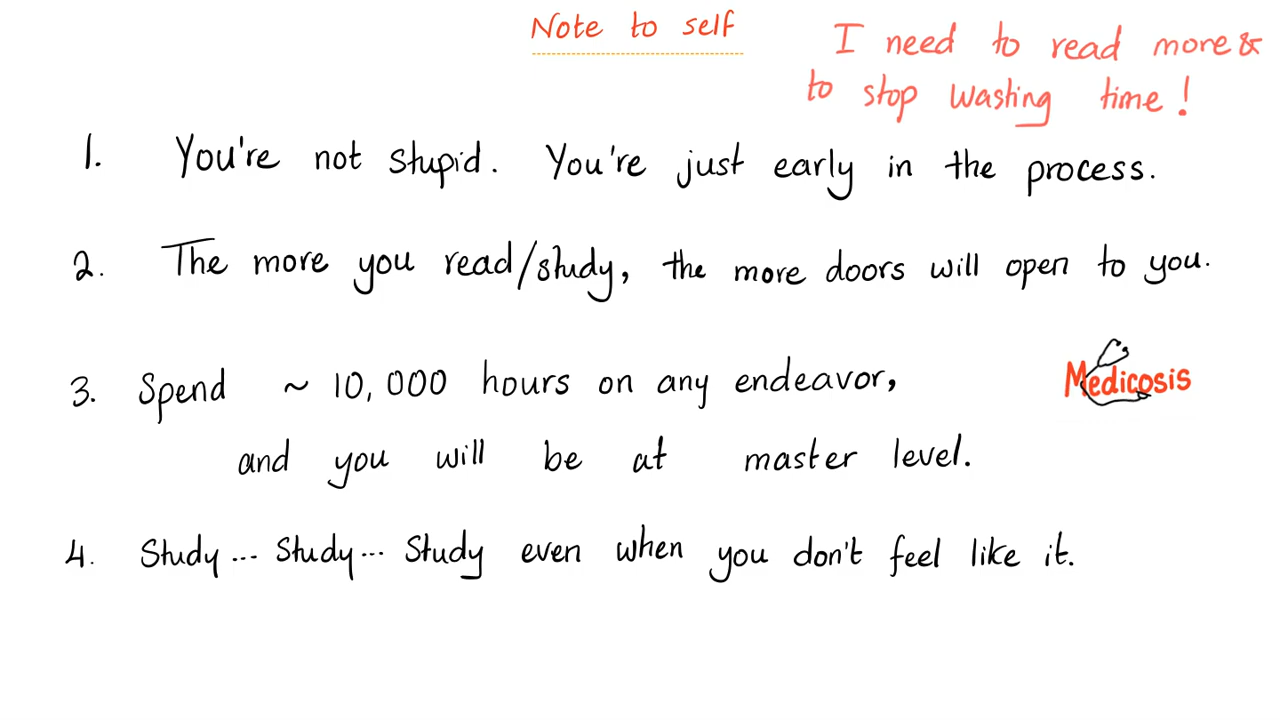 Note to self
I need to read more &
to stop wasting time!
1. You're not stupid. You're just early in the process.
2. The more you read/study, the more doors will open to you.
3. Spend ~ 10,000 hours on any endeavor,
and you will be at master level.
Medicosis
4. Study... Study... Study even when you don't feel like it.